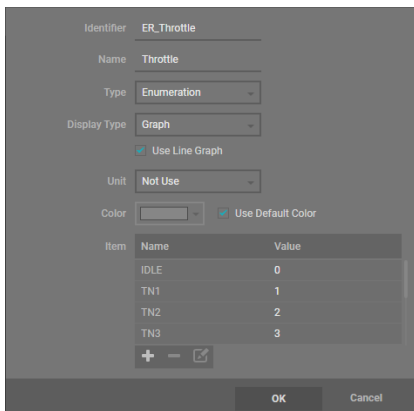 Identifier ER_Throttle
Name Throttle
Type Enumeration
Display Type Graph
Use Line Graph
Unit Not Use
Color Use Default Color
Item Name Value
IDLE 0
TN1 1
TN2 2
TN3 3
OK Cancel